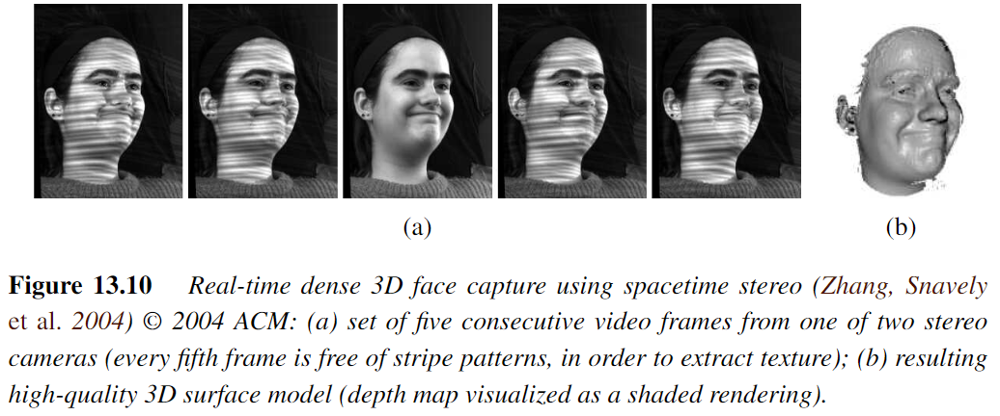 (a)
(b)
Figure 13.10 Real-time dense 3D face capture using spacetime stereo (Zhang, Snavely
et al. 2004) © 2004 ACM: (a) set of five consecutive video frames from one of two stereo
cameras (every fifth frame is free of stripe patterns, in order to extract texture); (b) resulting
high-quality 3D surface model (depth map visualized as a shaded rendering).